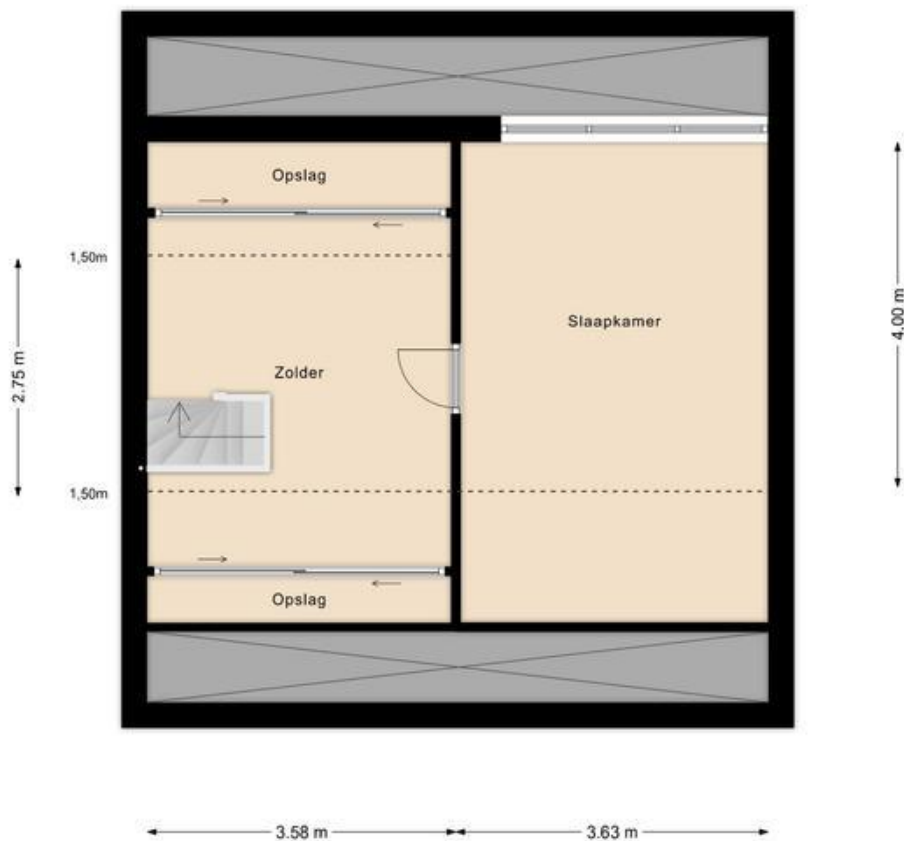 Opslag
1,50m
Slaapkamer
4.00 m
2.75 m
Zolder
1,50m
Opslag
3.58 m
3.63 m